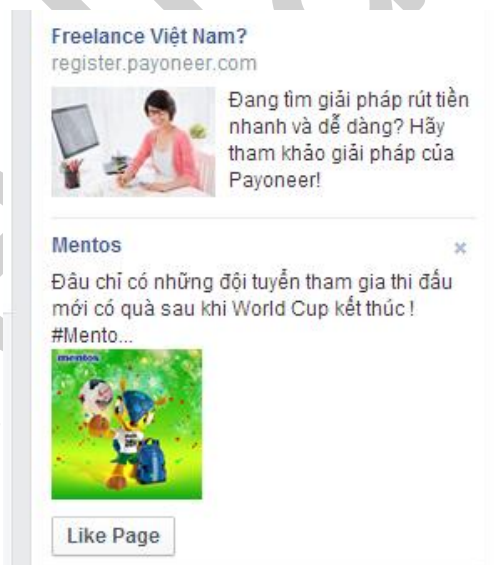 Freelance Việt Nam?
register.payoneer.com
Đang tìm giải pháp rút tiền
nhanh và dễ dàng? Hãy
tham khảo giải pháp của
Payoneer!
Mentos
Đâu chỉ có những đội tuyển tham gia thi đấu
mới có quà sau khi World Cup kết thúc !
#Mento...
mentos
Like Page